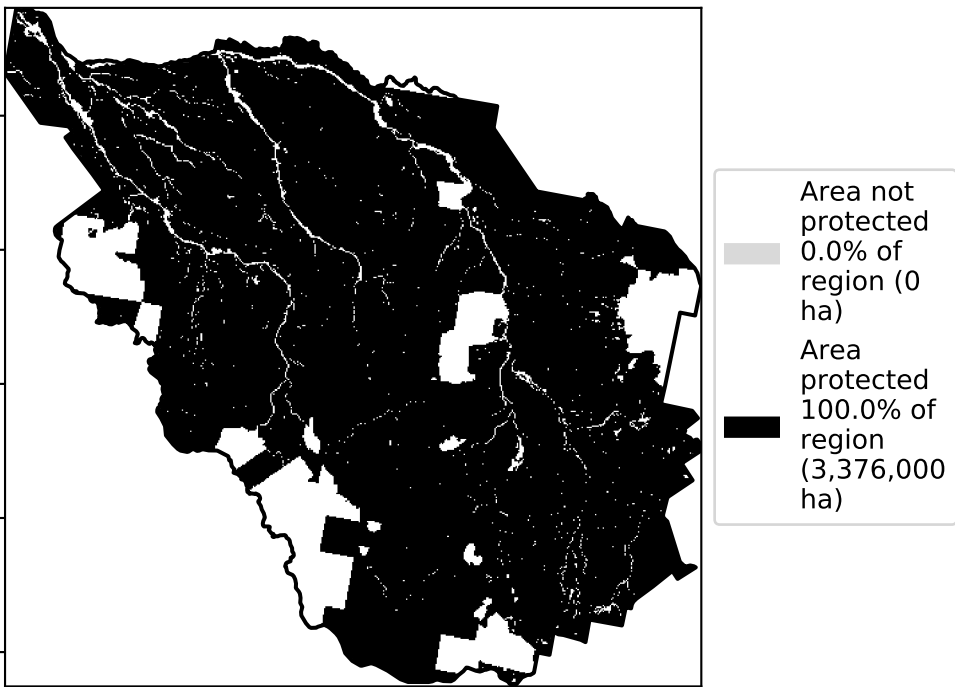 Area not
protected
0.0% of
region (0
ha)
Area
protected
100.0% of
region
(3,376,000
ha)